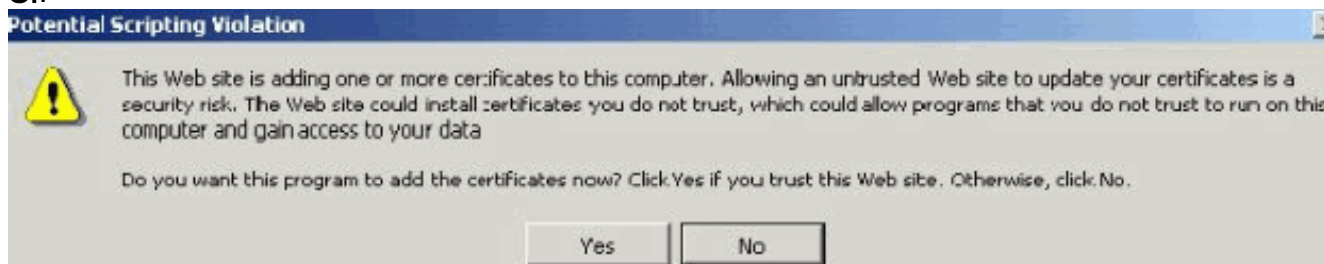 Potential Scripting Violation
This Web site is adding one or more certificates to this computer. Allowing an untrusted Web site to update your certificates is a
security risk. The Web site could install certificates you do not trust, which could allow programs that you do not trust to run on this
computer and gain access to your data
Do you want this program to add the certificates now? Click Yes if you trust this Web site. Otherwise, click No.
Yes No